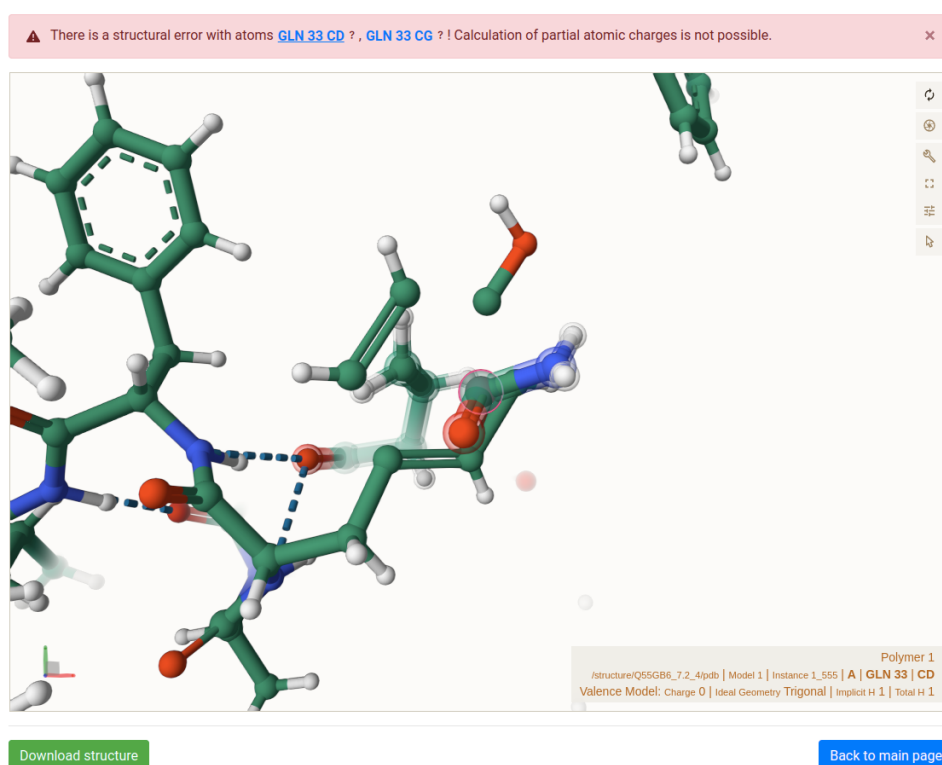 There is a structural error with atoms GLN 33 CD ? , GLN 33 CG ? ! Calculation of partial atomic charges is not possible. ×
Polymer 1
/structure/Q55GB6_7.2_4/pdb | Model 1 | Instance 1_555 | A | GLN 33 | CD
Valence Model: Charge 0 | Ideal Geometry Trigonal | Implicit H 1 | Total H 1
Download structure
Back to main page